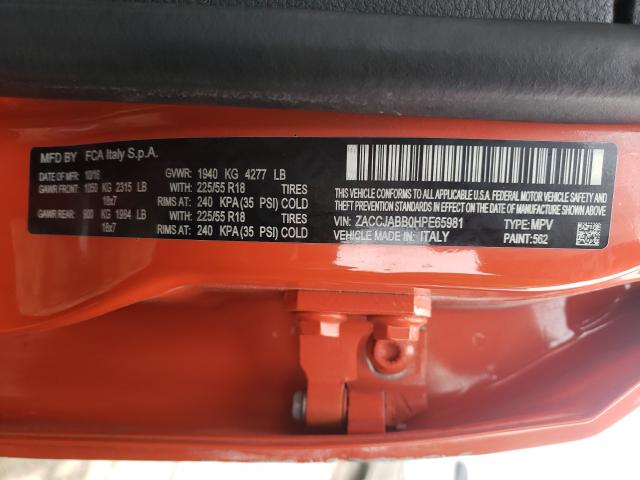 MFD BY FCA Italy S.p.A.
DATE OF MFR: 10/16 GVWR: 1940 KG 4277 LB
GAWR FRONT: 1050 KG 2315 LB WITH: 225/55 R18 TIRES
18x7 RIMS AT: 240 KPA(35 PSI) COLD
GAWR REAR: 900 KG 1984 LB WITH: 225/55 R18 TIRES
18x7 RIMS AT: 240 KPA(35 PSI) COLD
THIS VEHICLE CONFORMS TO ALL APPLICABLE U.S.A.
FEDERAL MOTOR VEHICLE SAFETY, BUMPER, AND
THEFT PREVENTION STANDARDS IN EFFECT ON THE DATE OF
MANUFACTURE SHOWN ABOVE.
VIN: ZACCJABB0HPE65981 TYPE: MPV
VEHICLE MADE IN: ITALY PAINT:562